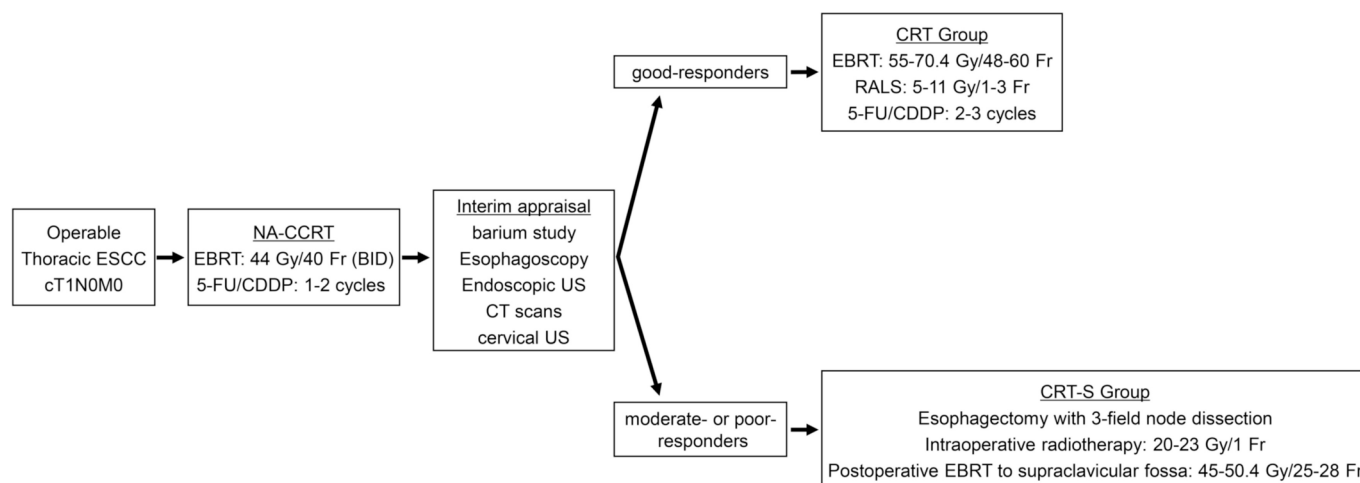 Operable
Thoracic ESCC
cT1N0M0
NA-CCRT
EBRT: 44 Gy/40 Fr (BID)
5-FU/CDDP: 1-2 cycles
Interim appraisal
barium study
Esophagoscopy
Endoscopic US
CT scans
cervical US
good-responders
CRT Group
EBRT: 55-70.4 Gy/48-60 Fr
RALS: 5-11 Gy/1-3 Fr
5-FU/CDDP: 2-3 cycles
moderate- or poor-
responders
CRT-S Group
Esophagectomy with 3-field node dissection
Intraoperative radiotherapy: 20-23 Gy/1 Fr
Postoperative EBRT to supraclavicular fossa: 45-50.4 Gy/25-28 Fr